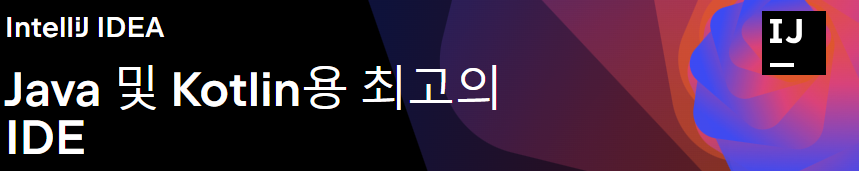 IntelliJ IDEA
IJ
Java 및 Kotlin용 최고의
IDE